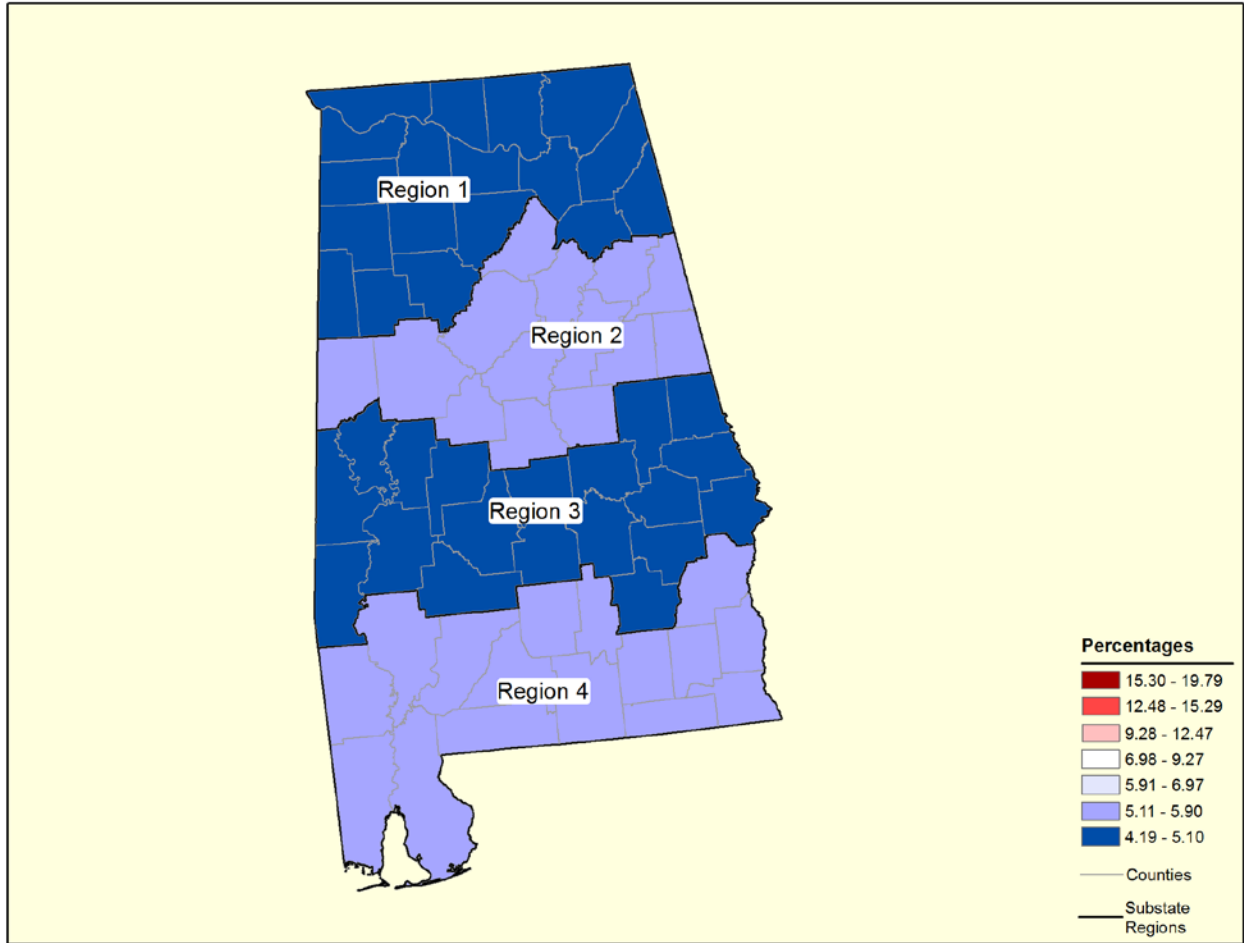 Region 1
Region 2
Region 3
Region 4
Percentages
15.30 - 19.79
12.48 - 15.29
9.28 - 12.47
6.98 - 9.27
5.91 - 6.97
5.11 - 5.90
4.19 - 5.10
Counties
Substate
Regions